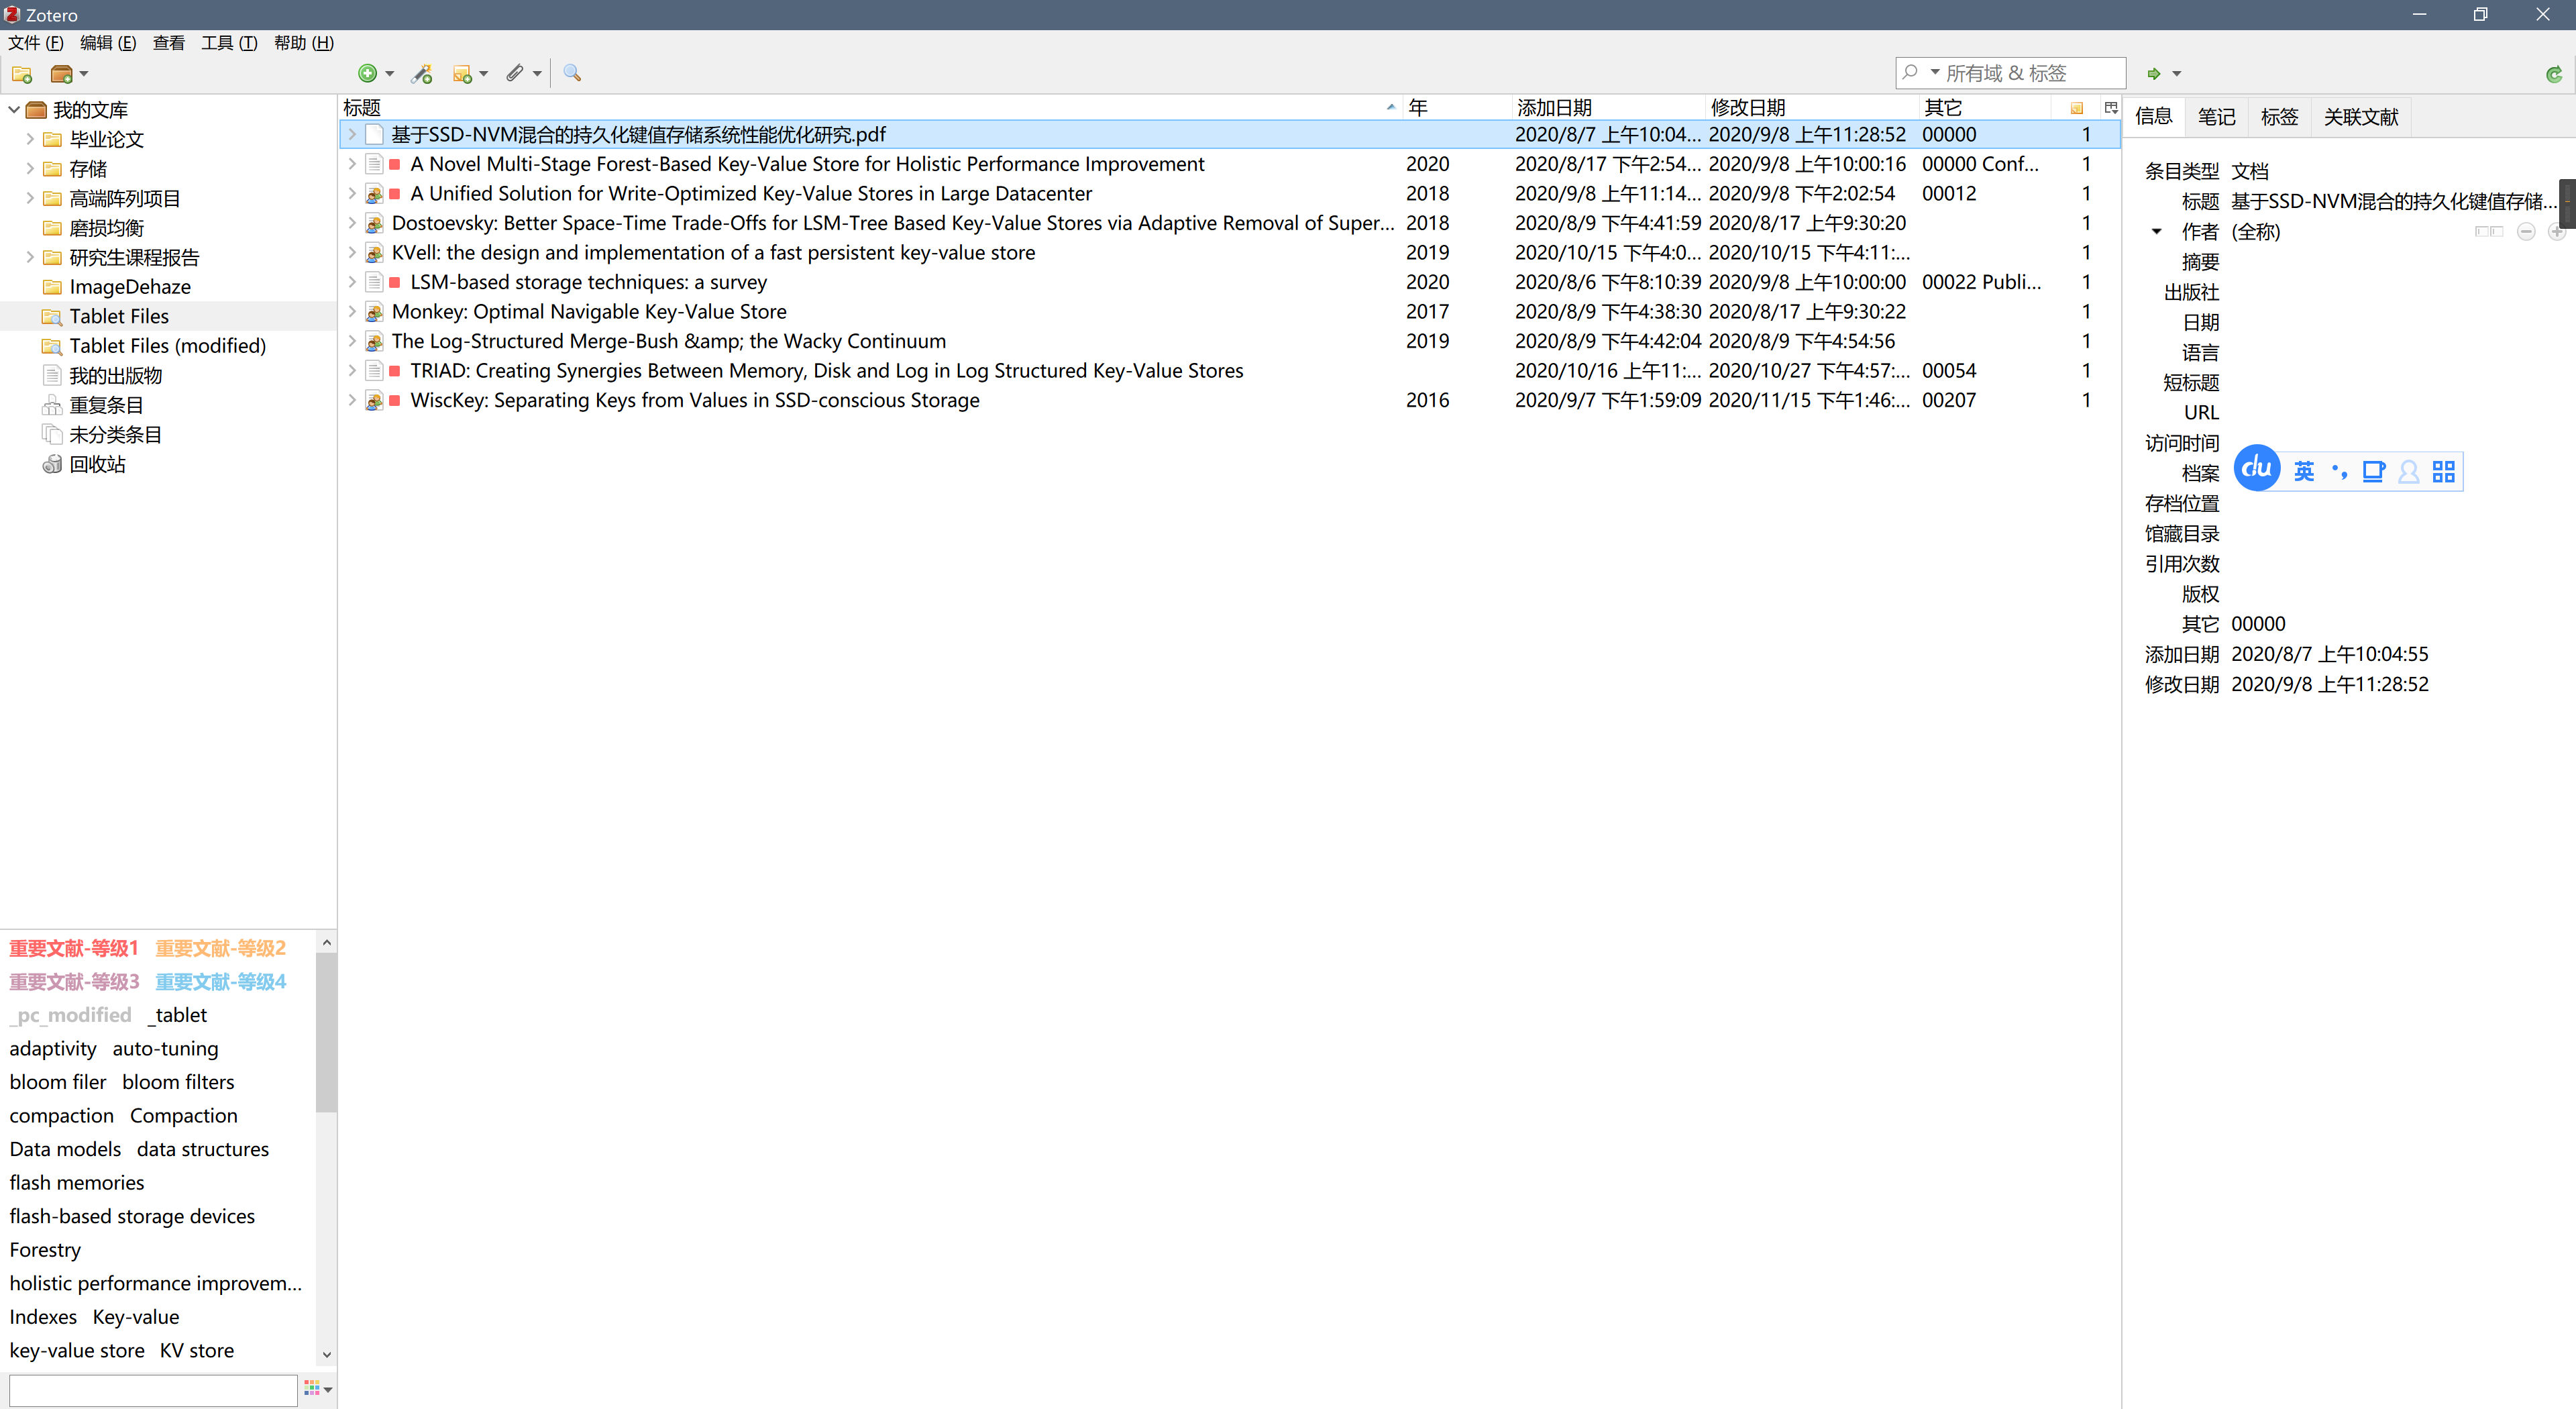 Zotero
文件 (F) 编辑 (E) 查看 工具 (T) 帮助 (H)
所有域 & 标签
我的文库
毕业论文
存储
高端阵列项目
磨损均衡
研究生课程报告
ImageDehaze
Tablet Files
Tablet Files (modified)
我的出版物
重复条目
未分类条目
回收站
标题 年 添加日期 修改日期 其它
基于SSD-NVM混合的持久化键值存储系统性能优化研究.pdf 2020/8/7 上午10:04... 2020/9/8 上午11:28:52 00000 1
A Novel Multi-Stage Forest-Based Key-Value Store for Holistic Performance Improvement 2020 2020/8/17 下午2:54... 2020/9/8 上午10:00:16 00000 Conf... 1
A Unified Solution for Write-Optimized Key-Value Stores in Large Datacenter 2018 2020/9/8 上午11:14... 2020/9/8 下午2:02:54 00012 1
Dostoevsky: Better Space-Time Trade-Offs for LSM-Tree Based Key-Value Stores via Adaptive Removal of Super... 2018 2020/8/9 下午4:41:59 2020/8/17 上午9:30:20 1
KVell: the design and implementation of a fast persistent key-value store 2019 2020/10/15 下午4:0... 2020/10/15 下午4:11:... 1
LSM-based storage techniques: a survey 2020 2020/8/6 下午8:10:39 2020/9/8 上午10:00:00 00022 Publi... 1
Monkey: Optimal Navigable Key-Value Store 2017 2020/8/9 下午4:38:30 2020/8/17 上午9:30:22 1
The Log-Structured Merge-Bush &amp; the Wacky Continuum 2019 2020/8/9 下午4:42:04 2020/8/9 下午4:54:56 1
TRIAD: Creating Synergies Between Memory, Disk and Log in Log Structured Key-Value Stores 2020/10/16 上午11:... 2020/10/27 下午4:57:... 00054 1
WiscKey: Separating Keys from Values in SSD-conscious Storage 2016 2020/9/7 下午1:59:09 2020/11/15 下午1:46:... 00207 1
信息 笔记 标签 关联文献
条目类型 文档
标题 基于SSD-NVM混合的持久化键值存储...
作者 (全称)
摘要
出版社
日期
语言
短标题
URL
访问时间
档案
du 英
存档位置
馆藏目录
引用次数
版权
其它 00000
添加日期 2020/8/7 上午10:04:55
修改日期 2020/9/8 上午11:28:52
重要文献-等级1 重要文献-等级2
重要文献-等级3 重要文献-等级4
_pc_modified _tablet
adaptivity auto-tuning
bloom filer bloom filters
compaction Compaction
Data models data structures
flash memories
flash-based storage devices
Forestry
holistic performance improvem...
Indexes Key-value
key-value store KV store